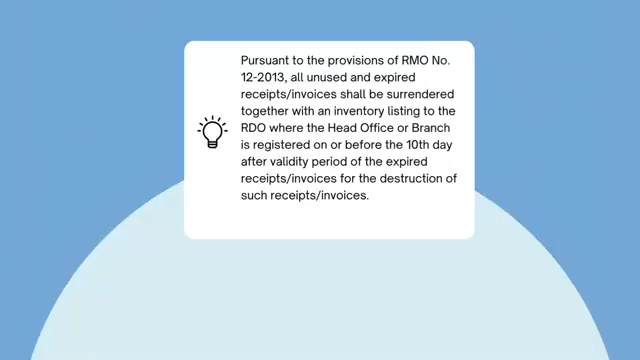 Pursuant to the provisions of RMO No.
12-2013, all unused and expired
receipts/invoices shall be surrendered
together with an inventory listing to the
RDO where the Head Office or Branch
is registered on or before the 10th day
after validity period of the expired
receipts/invoices for the destruction of
such receipts/invoices.